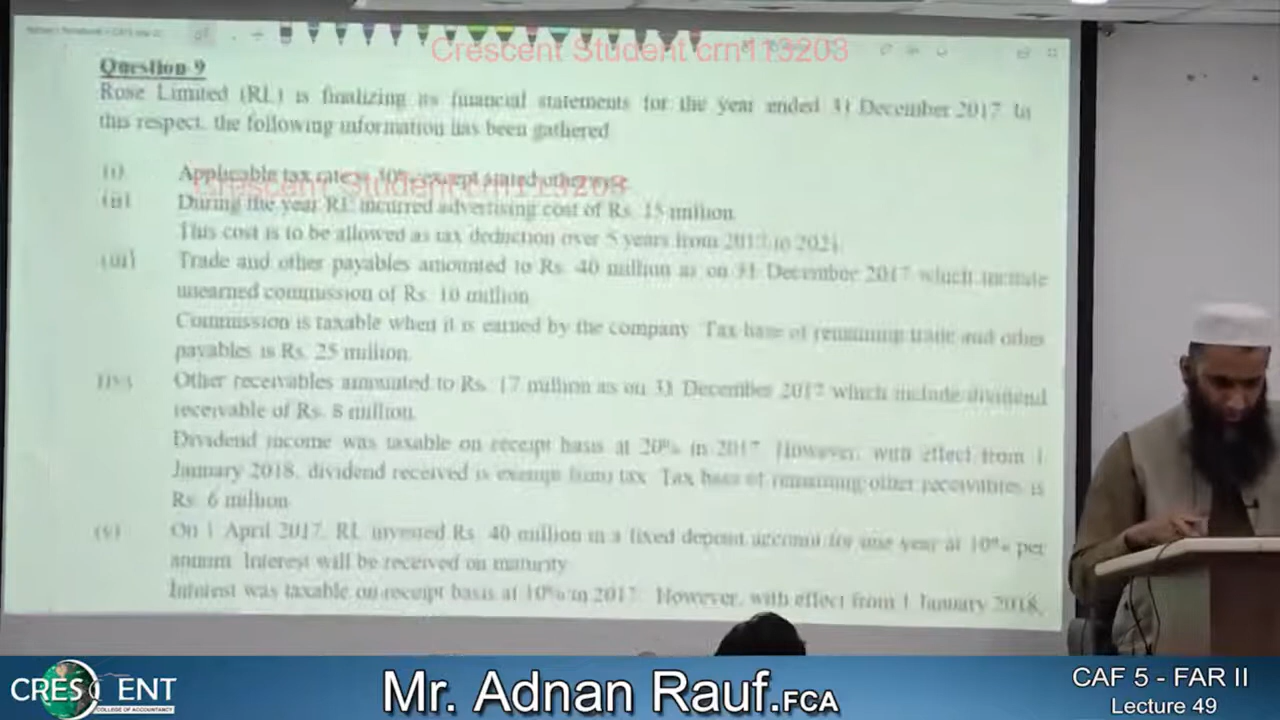 Crescent Student crn113203
Question 9
Rose Limited (RL) is finalizing its financial statements for the year ended 31 December 2017 In
this respect, the following information has been gathered
(i) Applicable tax rate is 30% except stated otherwise
Crescent Student crn113203
(ii) During the year RL incurred advertising cost of Rs. 15 million
This cost is to be allowed as tax deduction over 5 years from 2017 to 2021.
(iii) Trade and other payables amounted to Rs. 40 million as on 31 December 2017 which include
unearned commission of Rs. 10 million
Commission is taxable when it is earned by the company. Tax base of remaining trade and other
payables is Rs. 25 million.
(iv) Other receivables amounted to Rs. 17 million as on 31 December 2017 which include dividend
receivable of Rs. 8 million.
Dividend income was taxable on receipt basis at 20% in 2017. However, with effect from 1
January 2018, dividend received is exempt from tax. Tax base of remaining other receivables is
Rs. 6 million
(v) On 1 April 2017, RL invested Rs. 40 million in a fixed deposit account for one year at 10% per
annum. Interest will be received on maturity
Interest was taxable on receipt basis at 10% in 2017. However, with effect from 1 January 2018,
CRESCENT
COLLEGE OF ACCOUNTANCY
Mr. Adnan Rauf.FCA
CAF 5 - FAR II
Lecture 49